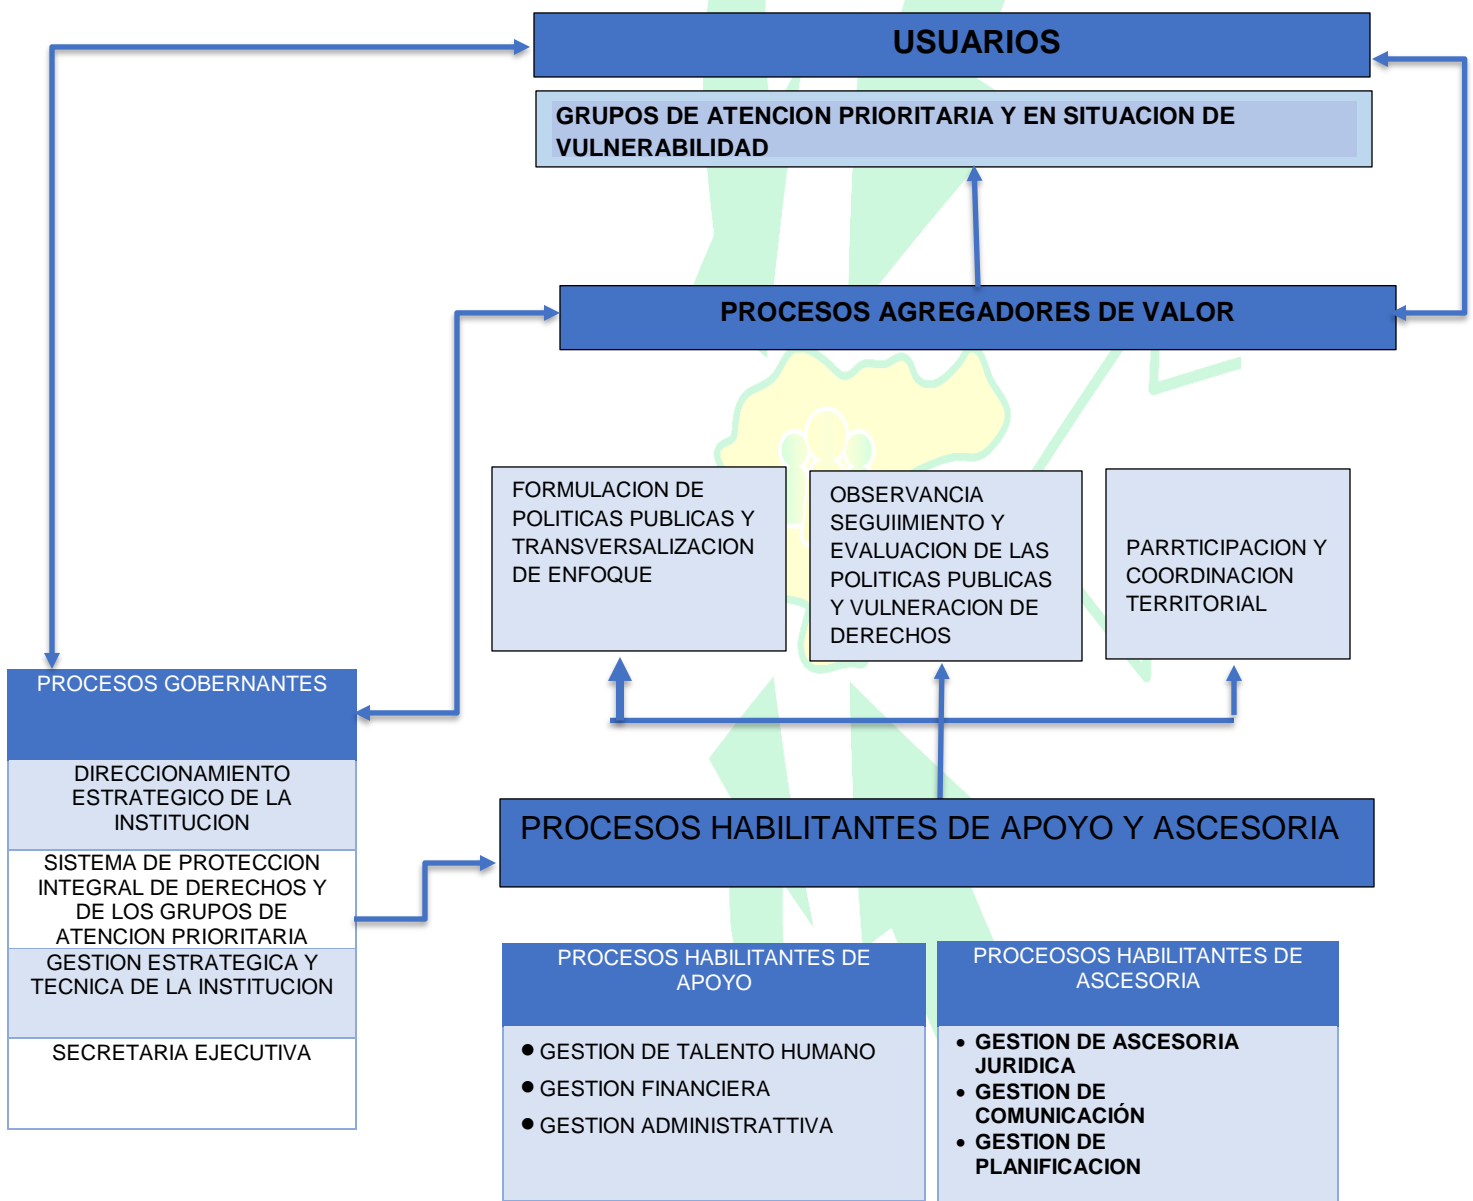 USUARIOS
GRUPOS DE ATENCION PRIORITARIA Y EN SITUACION DE
VULNERABILIDAD
PROCESOS AGREGADORES DE VALOR
FORMULACION DE
POLITICAS PUBLICAS Y
TRANSVERSALIZACION
DE ENFOQUE
OBSERVANCIA
SEGUIIMIENTO Y
EVALUACION DE LAS
POLITICAS PUBLICAS
Y VULNERACION DE
DERECHOS
PARRTICIPACION Y
COORDINACION
TERRITORIAL
PROCESOS GOBERNANTES
DIRECCIONAMIENTO
ESTRATEGICO DE LA
INSTITUCION
SISTEMA DE PROTECCION
INTEGRAL DE DERECHOS Y
DE LOS GRUPOS DE
ATENCION PRIORITARIA
GESTION ESTRATEGICA Y
TECNICA DE LA INSTITUCION
SECRETARIA EJECUTIVA
PROCESOS HABILITANTES DE APOYO Y ASCESORIA
PROCESOS HABILITANTES DE
APOYO
● GESTION DE TALENTO HUMANO
● GESTION FINANCIERA
● GESTION ADMINISTRATTIVA
PROCEOSOS HABILITANTES DE
ASCESORIA
• GESTION DE ASCESORIA
JURIDICA
• GESTION DE
COMUNICACIÓN
• GESTION DE
PLANIFICACION